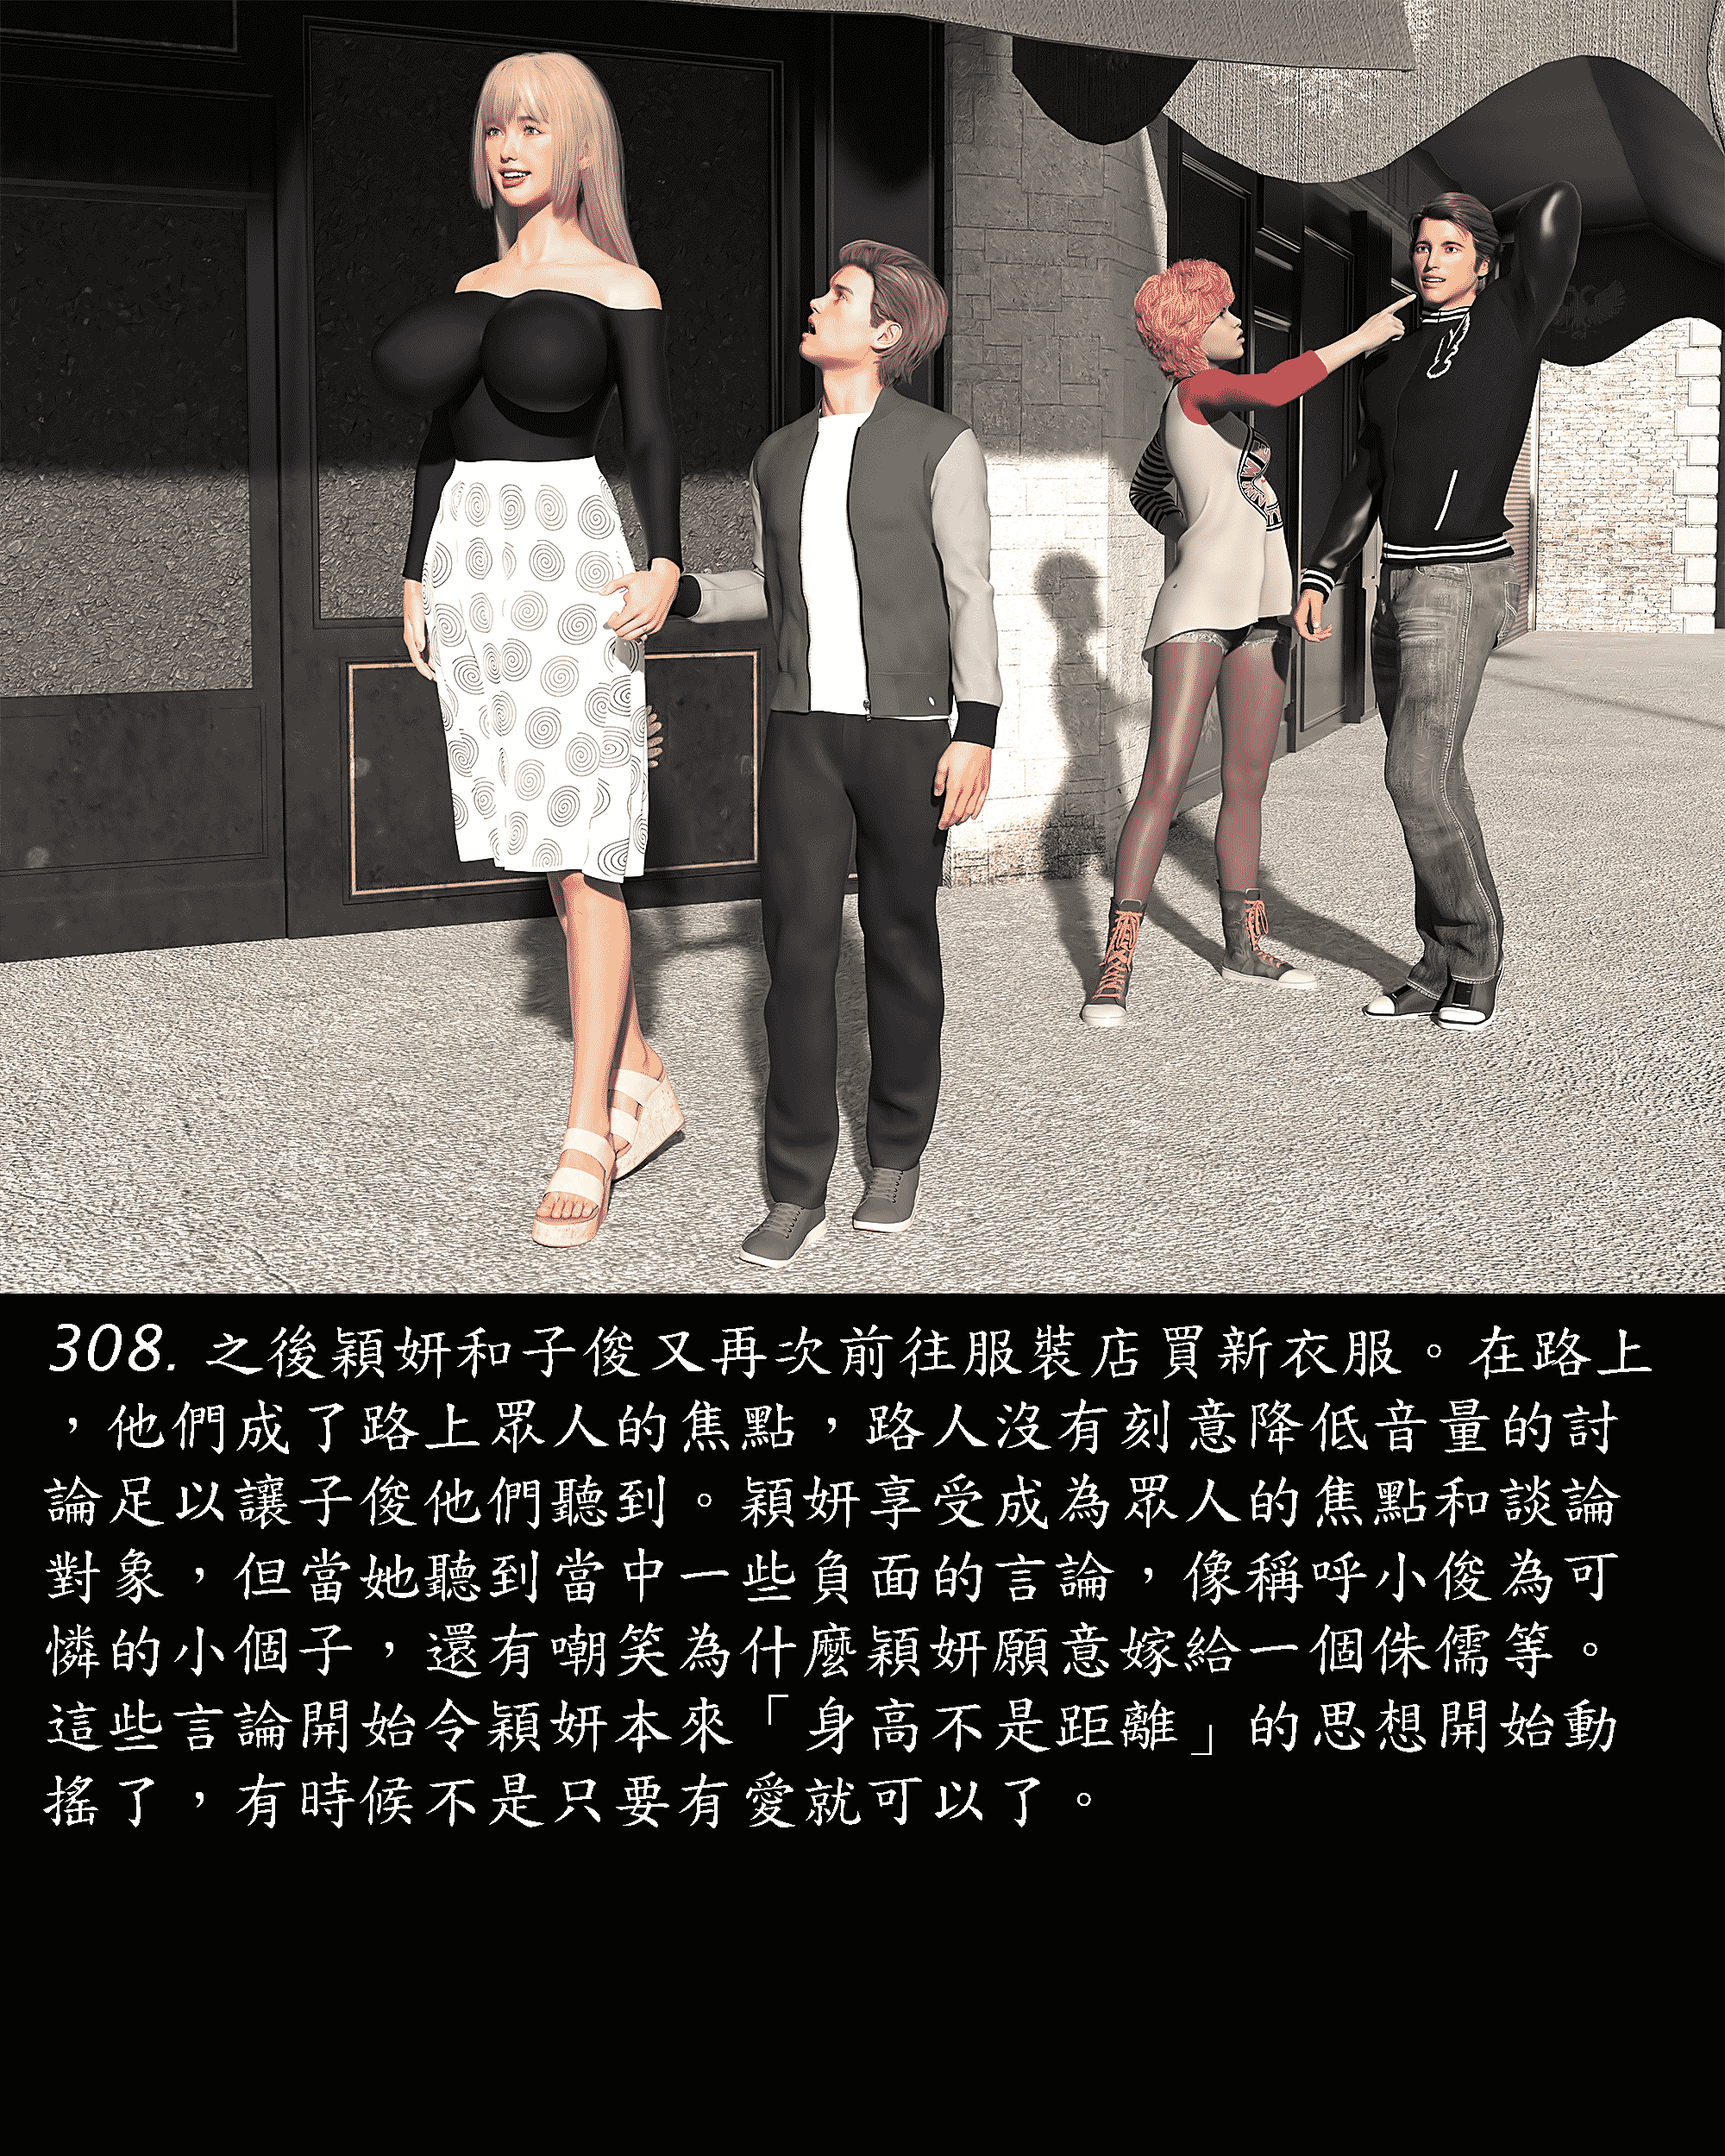 308. 之後穎妍和子俊又再次前往服裝店買新衣服。在路上
，他們成了路上眾人的焦點，路人沒有刻意降低音量的討
論足以讓子俊他們聽到。穎妍享受成為眾人的焦點和談論
對象，但當她聽到當中一些負面的言論，像稱呼小俊為可
憐的小個子，還有嘲笑為什麼穎妍願意嫁給一個侏儒等。
這些言論開始令穎妍本來「身高不是距離」的思想開始動
搖了，有時候不是只要有愛就可以了。